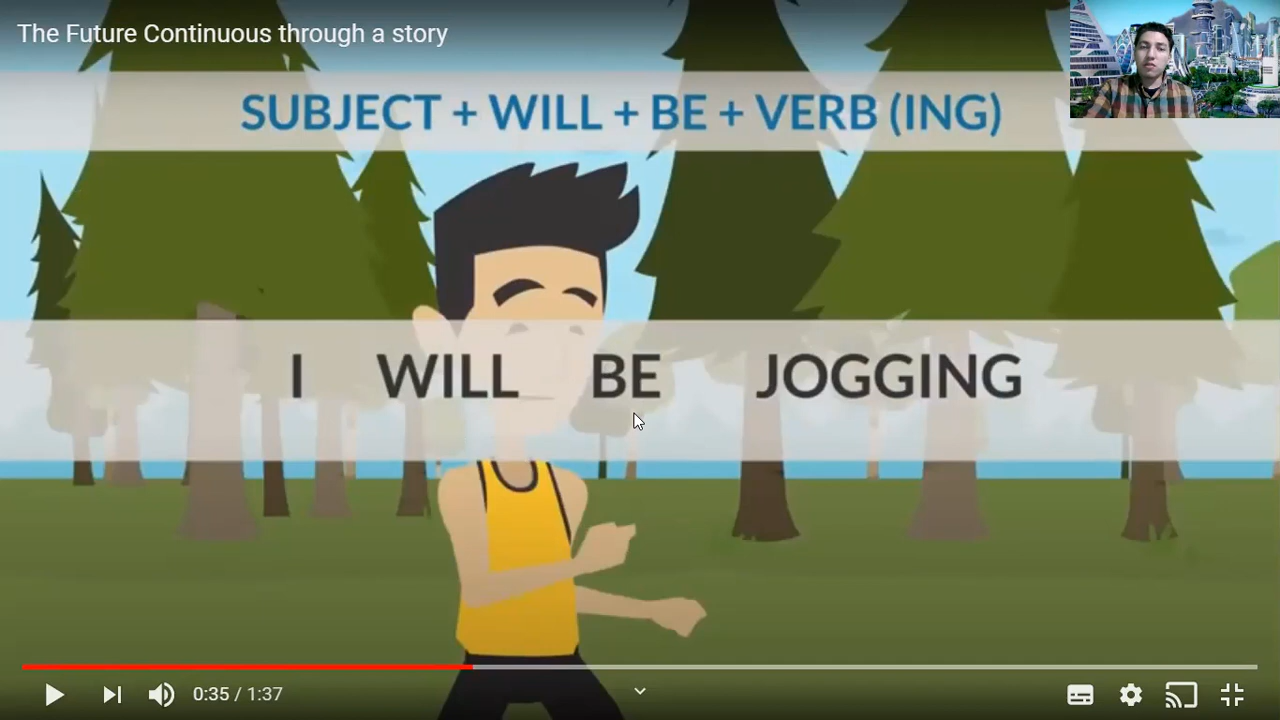 The Future Continuous through a story
SUBJECT + WILL + BE + VERB (ING)
I WILL BE JOGGING
0:35 / 1:37